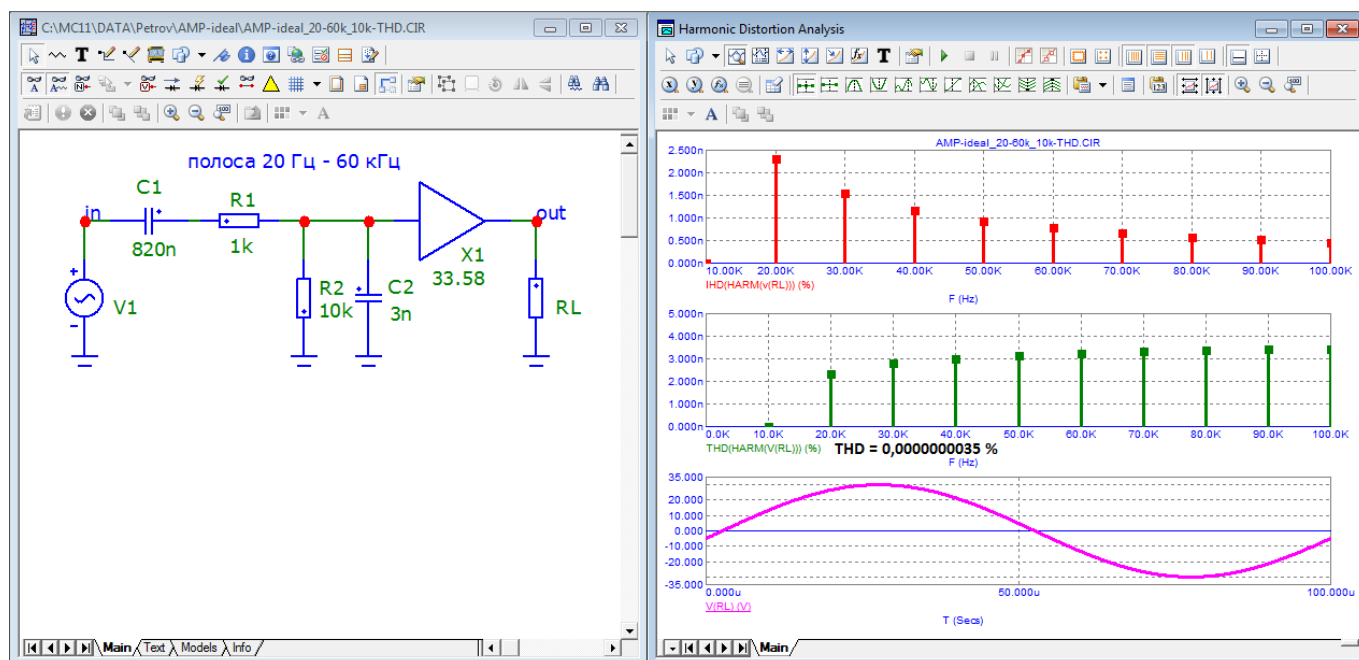 C:\MC11\DATA\Petrov\AMP-ideal\AMP-ideal_20-60k_10k-THD.CIR
полоса 20 Гц - 60 кГц
C1
in
R1
out
820n
1k
X1
33.58
V1
R2
10k
C2
3n
RL
Main
Text
Models
Info
Harmonic Distortion Analysis
AMP-ideal_20-60k_10k-THD.CIR
2.500n
2.000n
1.500n
1.000n
0.500n
0.000n
10.00K 20.00K 30.00K 40.00K 50.00K 60.00K 70.00K 80.00K 90.00K 100.00K
IHD(HARM(v(RL))) (%)
F (Hz)
5.000n
4.000n
3.000n
2.000n
1.000n
0.000n
0.0K 10.0K 20.0K 30.0K 40.0K 50.0K 60.0K 70.0K 80.0K 90.0K 100.0K
THD(HARM(V(RL))) (%) THD = 0,0000000035 %
F (Hz)
35.000
20.000
10.000
0.000
-10.000
-20.000
-35.000
0.000u 50.000u 100.000u
V(RL) (V)
T (Secs)
Main